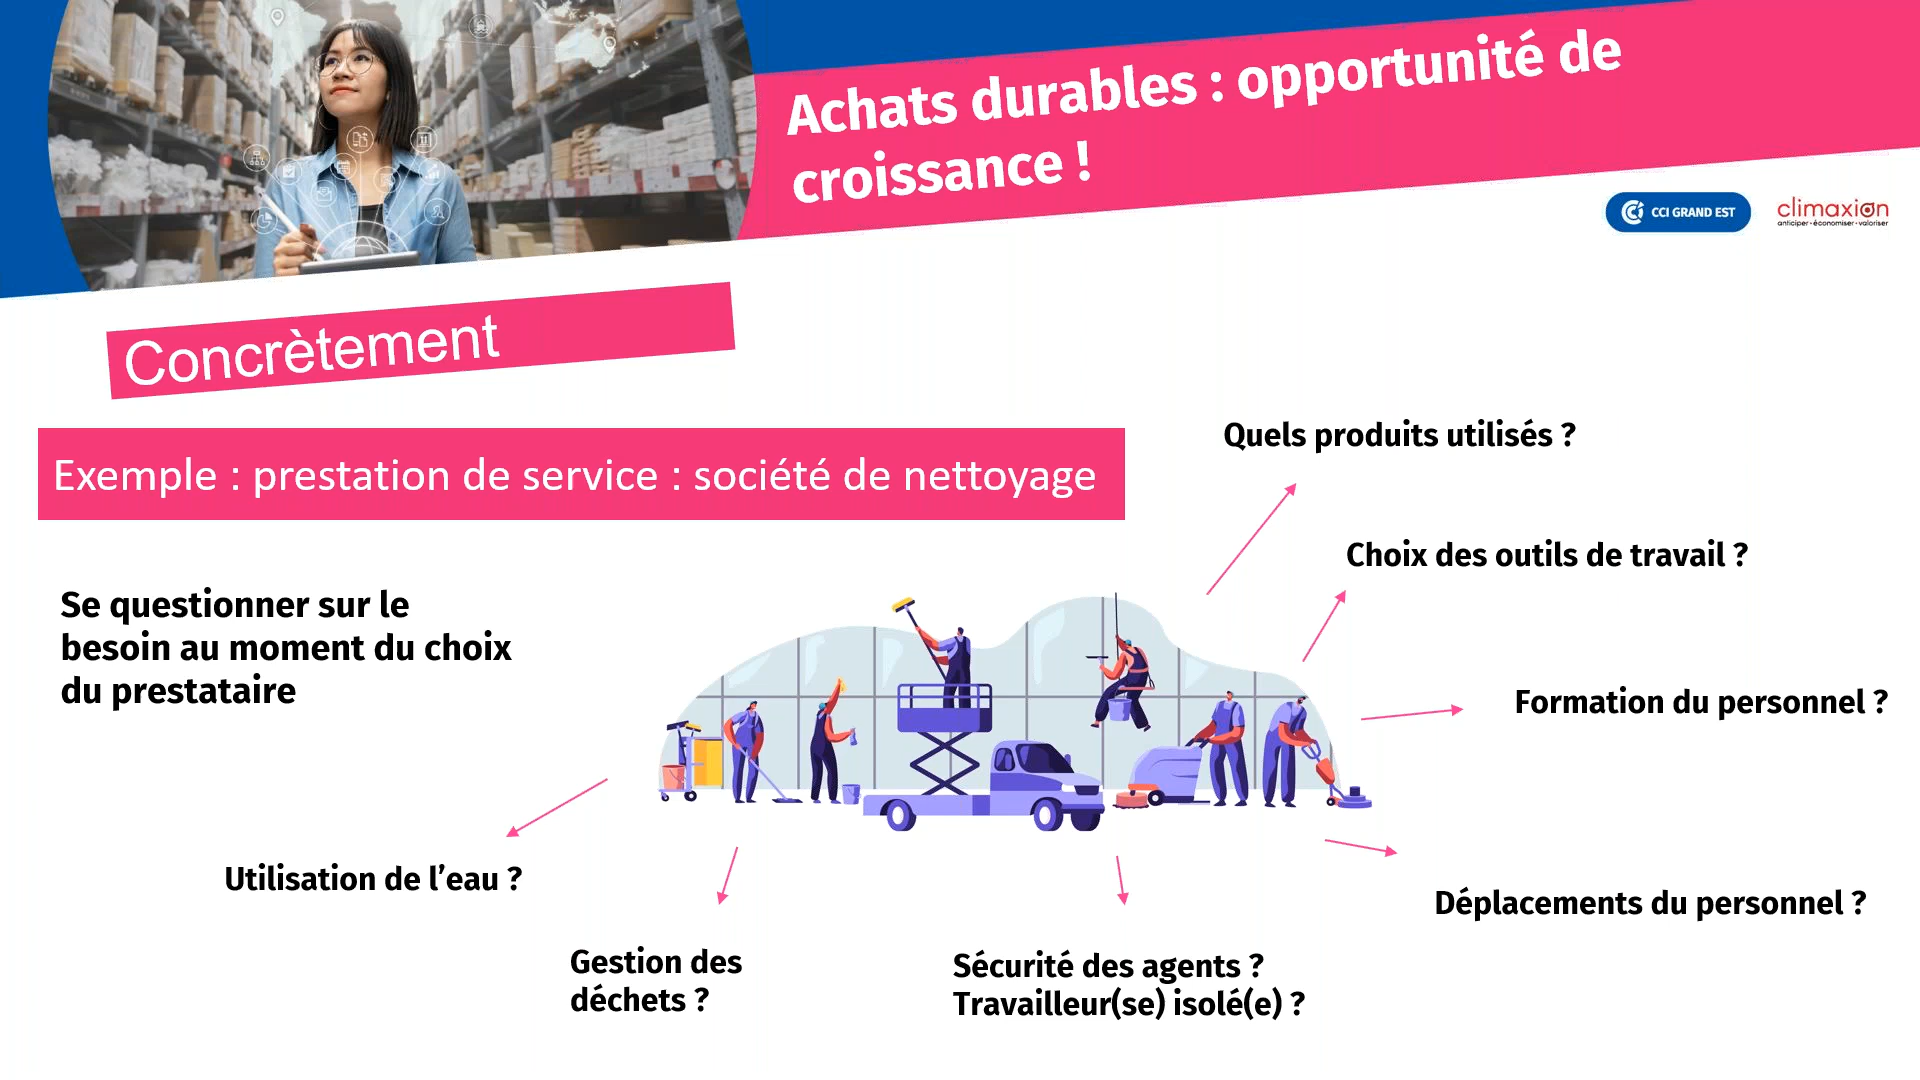 Achats durables : opportunité de
croissance !
CCI GRAND EST
climaxion
anticiper • économiser • valoriser
Concrètement
Exemple : prestation de service : société de nettoyage
Quels produits utilisés ?
Choix des outils de travail ?
Se questionner sur le
besoin au moment du choix
du prestataire
Formation du personnel ?
Utilisation de l’eau ?
Déplacements du personnel ?
Gestion des
déchets ?
Sécurité des agents ?
Travailleur(se) isolé(e) ?